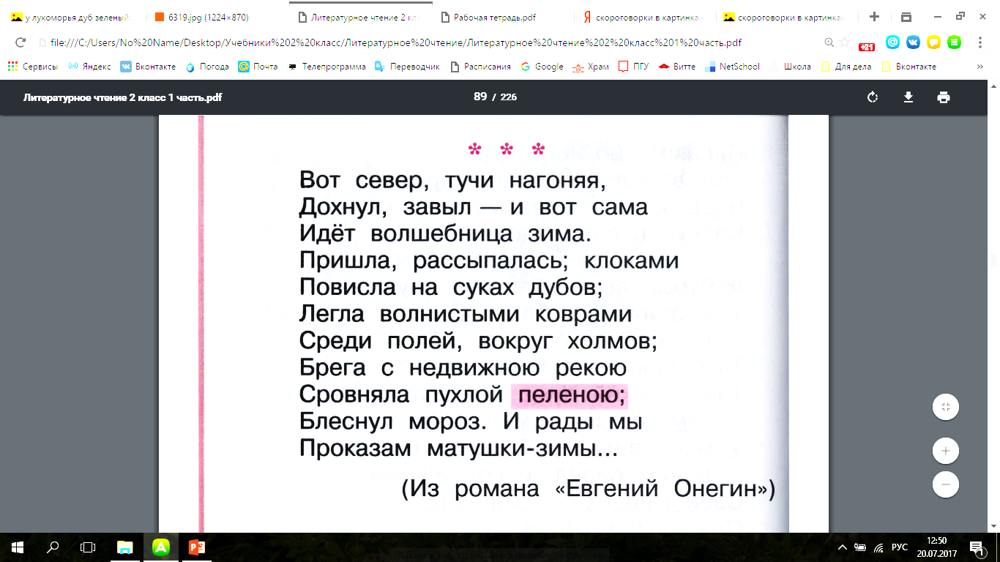 у лукоморья дуб зеленый
6319.jpg (1224×870)
Литературное чтение 2 кл
Рабочая тетрадь.pdf
скороговорки в картинках
скороговорки в картинках
file:///C:/Users/No%20Name/Desktop/Учебники%202%20класс/Литературное%20чтение/Литературное%20чтение%202%20класс%201%20часть.pdf
+21
Сервисы Яндекс Вконтакте Погода Почта Телепрограмма Переводчик Расписания Google Храм ПГУ Витте NetSchool Школа Для дела Вконтакте »
Литературное чтение 2 класс 1 часть.pdf
89 / 226
* * *
Вот север, тучи нагоняя,
Дохнул, завыл — и вот сама
Идёт волшебница зима.
Пришла, рассыпалась; клоками
Повисла на суках дубов;
Легла волнистыми коврами
Среди полей, вокруг холмов;
Брега с недвижною рекою
Сровняла пухлой пеленою;
Блеснул мороз. И рады мы
Проказам матушки-зимы...
(Из романа «Евгений Онегин»)
РУС
12:50
20.07.2017
1